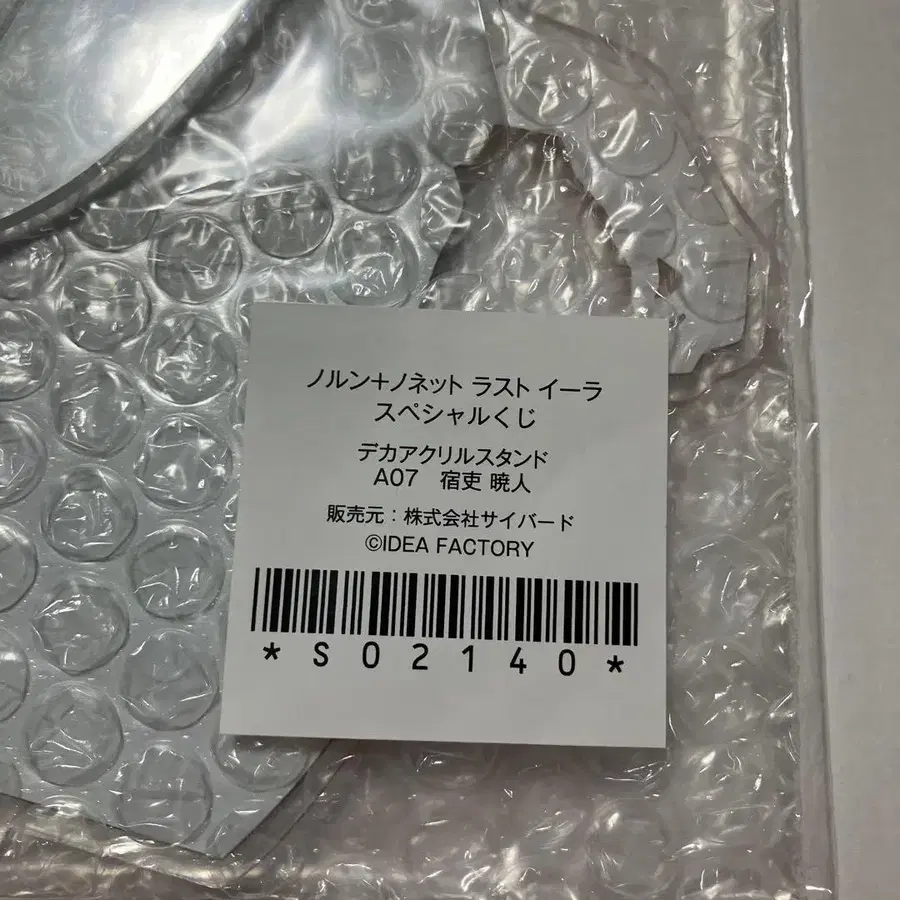 ノルン+ノネット ラスト イーラ
スペシャルくじ
デカアクリルスタンド
A07　宿吏 暁人
販売元：株式会社サイバード
©IDEA FACTORY
*S02140*